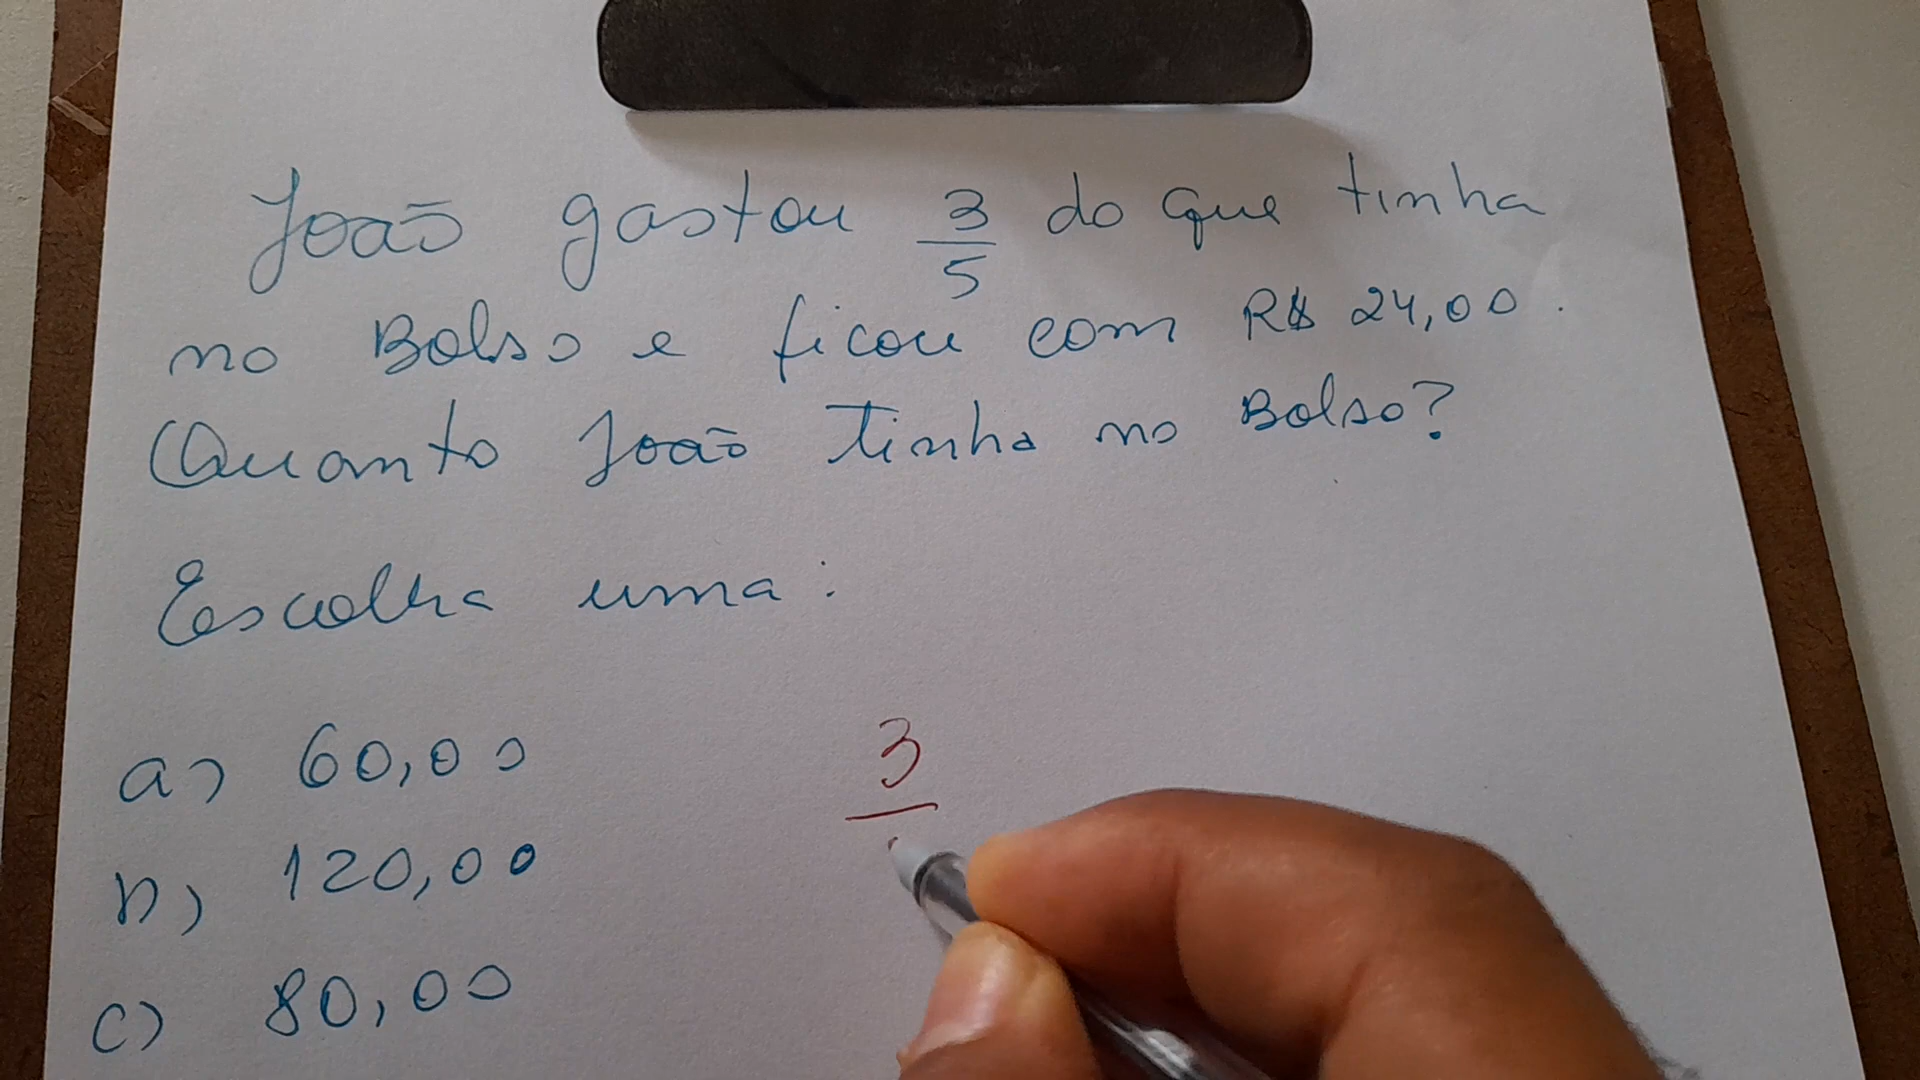 João gastou 3/5 do que tinha
no Bolso e ficou com R$ 24,00.
Quanto João tinha no Bolso?
Escolha uma:
a) 60,00
b) 120,00
c) 80,00
3